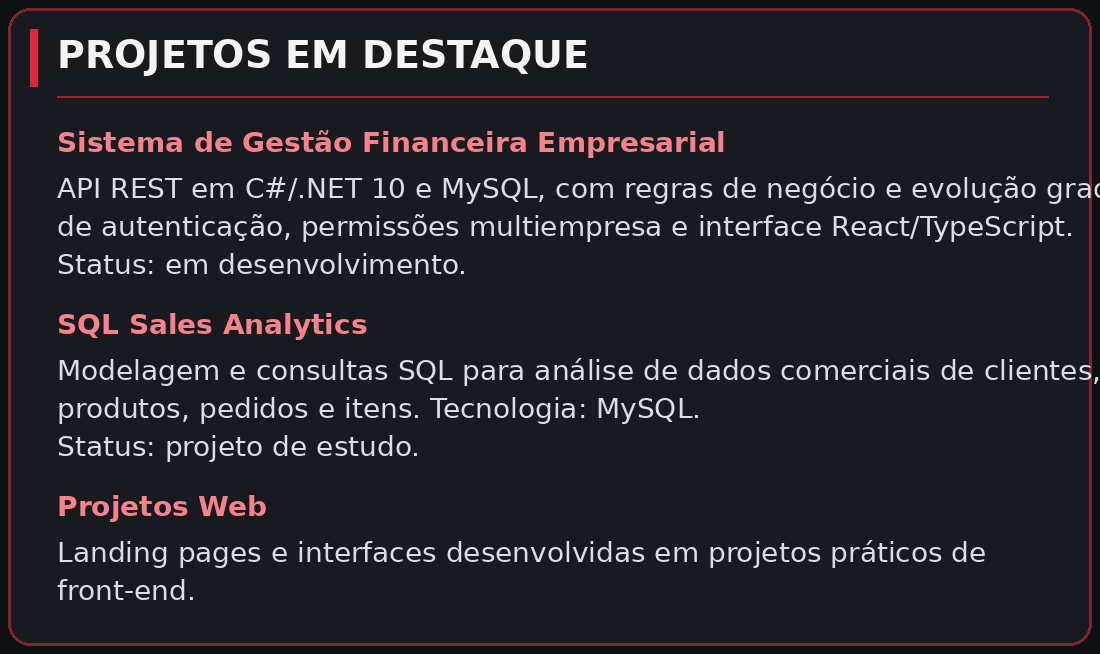 PROJETOS EM DESTAQUE
Sistema de Gestão Financeira Empresarial
API REST em C#/.NET 10 e MySQL, com regras de negócio e evolução
de autenticação, permissões multiempresa e interface React/TypeScript.
Status: em desenvolvimento.
SQL Sales Analytics
Modelagem e consultas SQL para análise de dados comerciais de clientes,
produtos, pedidos e itens. Tecnologia: MySQL.
Status: projeto de estudo.
Projetos Web
Landing pages e interfaces desenvolvidas em projetos práticos de
front-end.